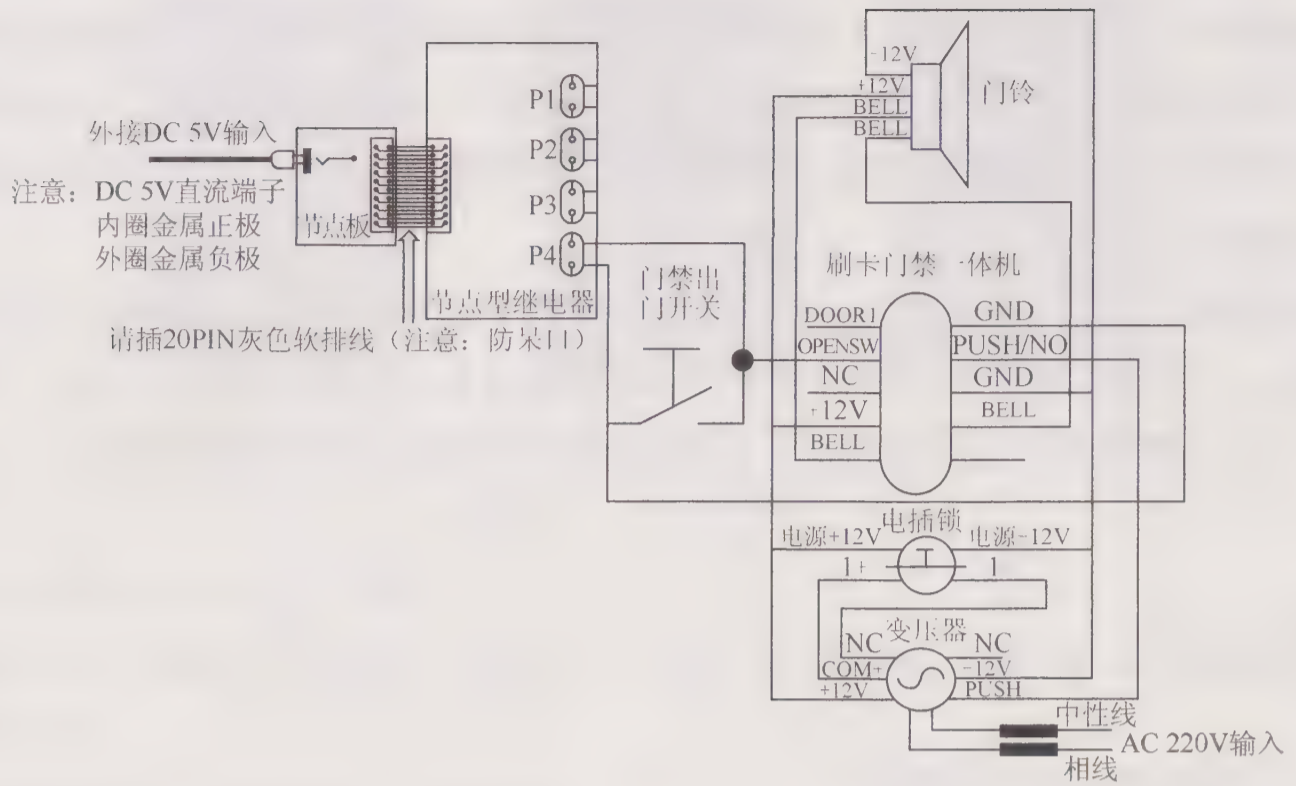 外接DC 5V输入
注意：DC 5V直流端子
内圈金属正极
外圈金属负极
节点板
P1
P2
P3
P4
节点型继电器
请插20PIN灰色软排线（注意：防呆口）
门禁出
门开关
-12V
+12V
BELL
BELL
门铃
刷卡门禁一体机
DOOR1
OPENSW
NC
+12V
BELL
GND
PUSH/NO
GND
BELL
电插锁
电源+12V
电源-12V
1+
1
变压器
NC
COM+
+12V
NC
-12V
PUSH
中性线
AC 220V输入
相线